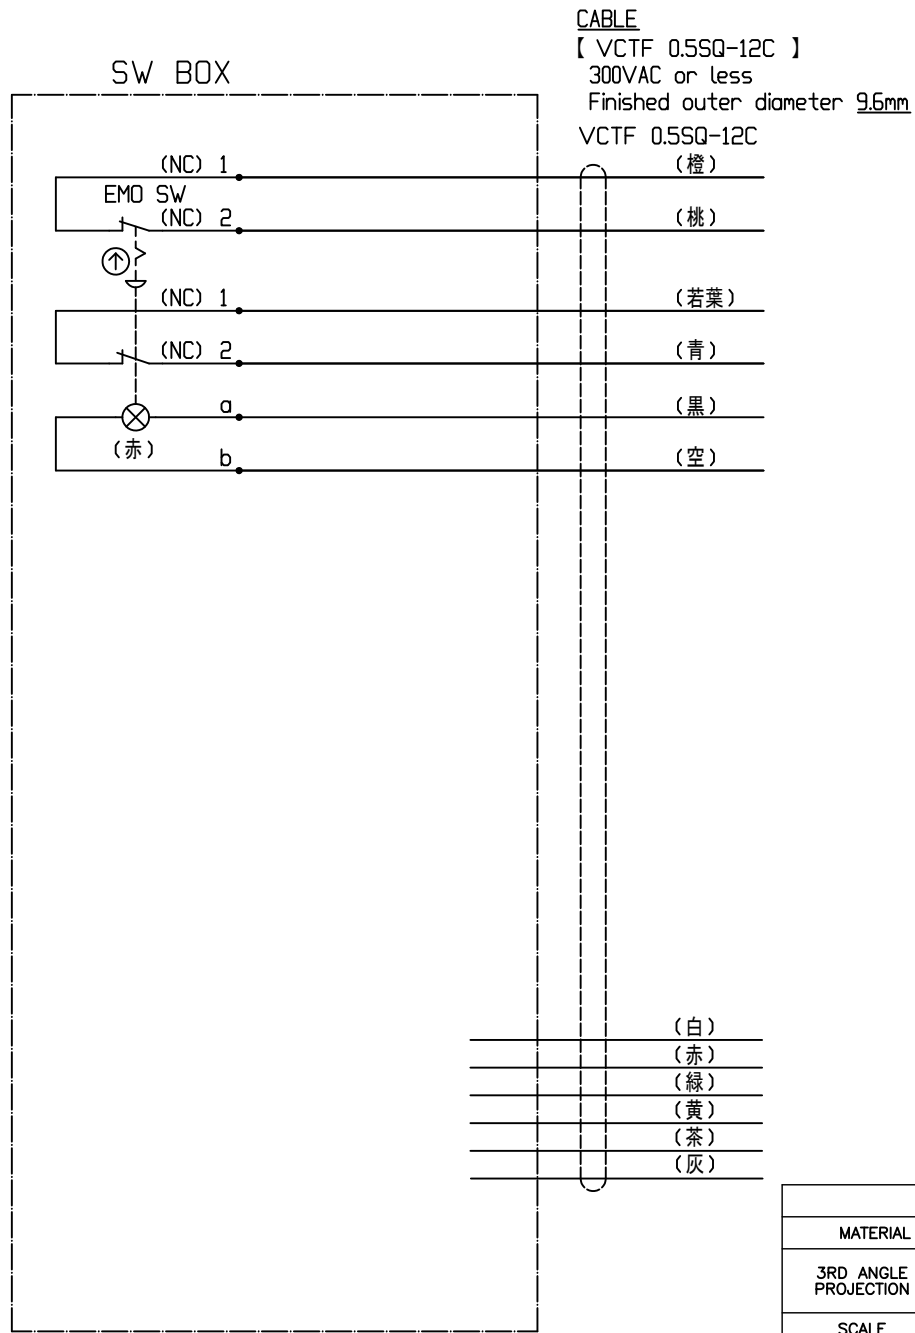 CABLE
【 VCTF 0.5SQ-12C 】
300VAC or less
Finished outer diameter 9.6mm
SW BOX
VCTF 0.5SQ-12C
(NC) 1
(橙)
EMO SW
(NC) 2
(桃)
(NC) 1
(若葉)
(NC) 2
(青)
a
(黒)
(赤)
b
(空)
(白)
(赤)
(緑)
(黄)
(茶)
(灰)
MATERIAL
3RD ANGLE
PROJECTION
SCALE